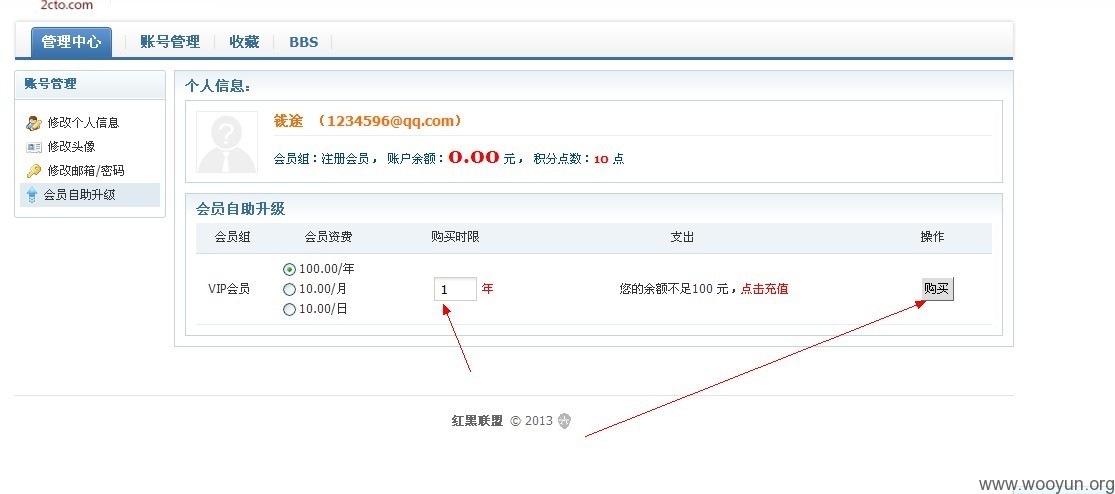 2cto.com
管理中心 账号管理 收藏 BBS
账号管理
修改个人信息
修改头像
修改邮箱/密码
会员自助升级
个人信息：
（1234596@qq.com）
会员组：注册会员， 账户余额：0.00 元， 积分点数：10 点
会员自助升级
会员组 会员资费 购买时限 支出 操作
VIP会员
100.00/年
10.00/月
10.00/日
1 年
您的余额不足100 元，点击充值
购买
红黑联盟 © 2013
www.wooyun.org